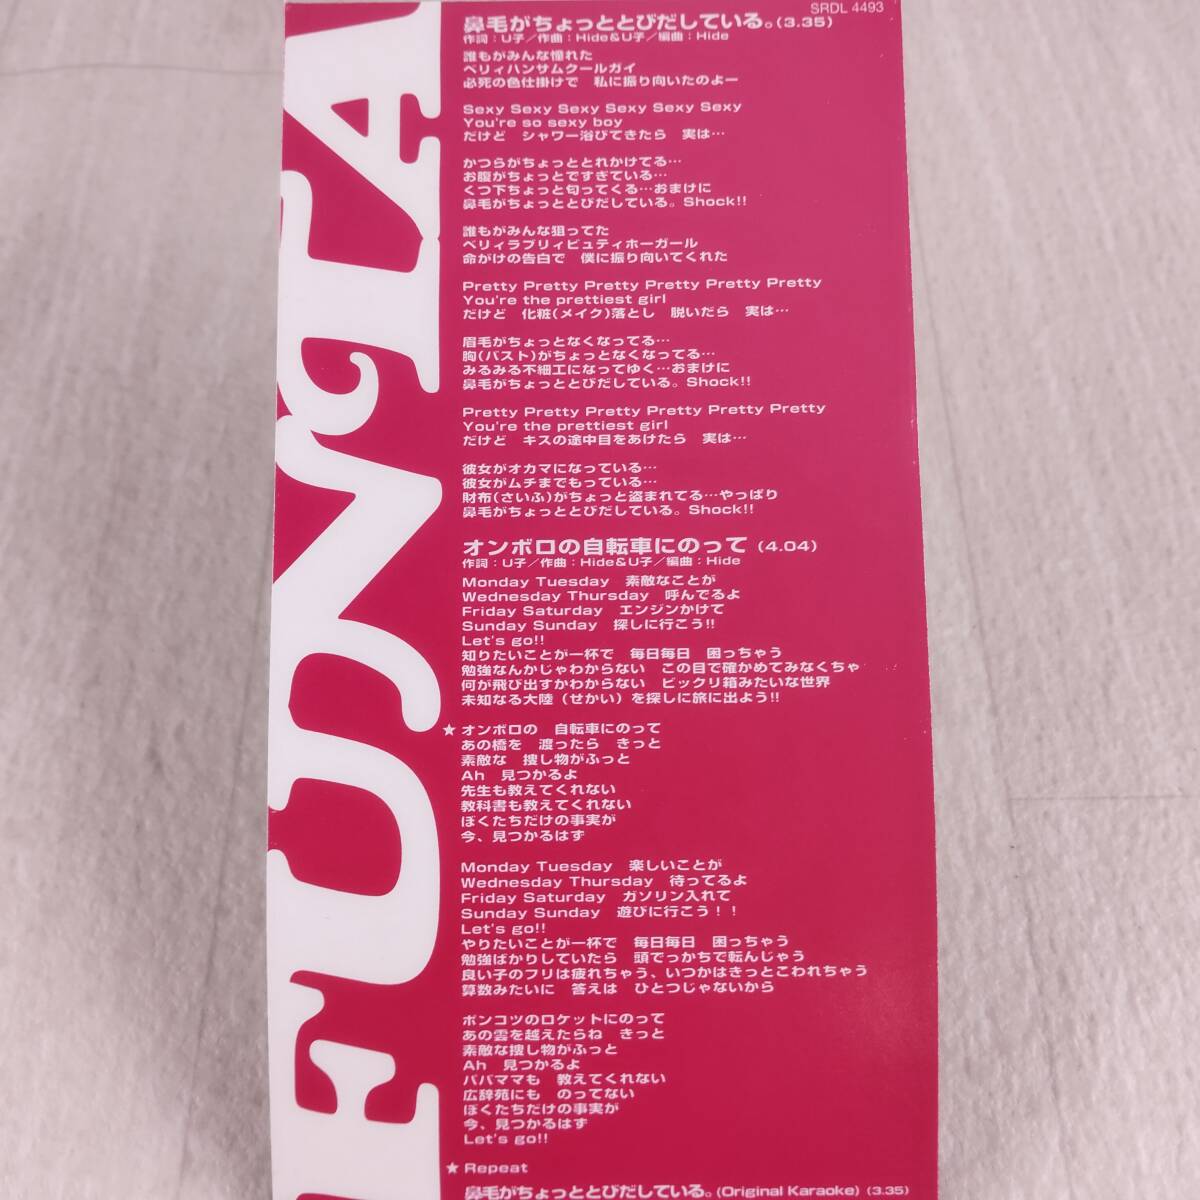 SRDL 4493
鼻毛がちょっととびだしている。(3.35)
作詞：U子／作曲：Hide＆U子／編曲：Hide
誰もがみんな憧れた
ベリィハンサムクールガイ
必死の色仕掛けで　私に振り向いたのよー
Sexy Sexy Sexy Sexy Sexy Sexy
You're so sexy boy
だけど　シャワー浴びてきたら　実は…
かつらがちょっととれかけてる…
お腹がちょっとですぎている…
くつ下ちょっと匂ってくる…おまけに
鼻毛がちょっととびだしている。Shock!!
誰もがみんな狙ってた
ベリィラブリィビュティホーガール
命がけの告白で　僕に振り向いてくれた
Pretty Pretty Pretty Pretty Pretty Pretty
You're the prettiest girl
だけど　化粧(メイク)落とし　脱いだら　実は…
眉毛がちょっとなくなってる…
胸(バスト)がちょっとなくなってる…
みるみる不細工になってゆく…おまけに
鼻毛がちょっととびだしている。Shock!!
Pretty Pretty Pretty Pretty Pretty Pretty
You're the prettiest girl
だけど　キスの途中目をあけたら　実は…
彼女がオカマになっている…
彼女がムチまでもっている…
財布(さいふ)がちょっと盗まれてる…やっぱり
鼻毛がちょっととびだしている。Shock!!
オンボロの自転車にのって (4.04)
作詞：U子／作曲：Hide＆U子／編曲：Hide
Monday Tuesday　素敵なことが
Wednesday Thursday　呼んでるよ
Friday Saturday　エンジンかけて
Sunday Sunday　探しに行こう!!
Let's go!!
知りたいことが一杯で　毎日毎日　困っちゃう
勉強なんかじゃわからない　この目で確かめてみなくちゃ
何が飛び出すかわからない　ビックリ箱みたいな世界
未知なる大陸（せかい）を探しに旅に出よう!!
★オンボロの　自転車にのって
あの橋を　渡ったら　きっと
素敵な　捜し物がふっと
Ah　見つかるよ
先生も教えてくれない
教科書も教えてくれない
ぼくたちだけの事実が
今、見つかるはず
Monday Tuesday　楽しいことが
Wednesday Thursday　待ってるよ
Friday Saturday　ガソリン入れて
Sunday Sunday　遊びに行こう！！
Let's go!!
やりたいことが一杯で　毎日毎日　困っちゃう
勉強ばかりしていたら　頭でっかちで転んじゃう
良い子のフリは疲れちゃう、いつかはきっとこわれちゃう
算数みたいに　答えは　ひとつじゃないから
ポンコツのロケットにのって
あの雲を越えたらね　きっと
素敵な捜し物がふっと
Ah　見つかるよ
パパママも　教えてくれない
広辞苑にも　のってない
ぼくたちだけの事実が
今、見つかるはず
Let's go!!
★Repeat
鼻毛がちょっととびだしている。(Original Karaoke) (3.35)